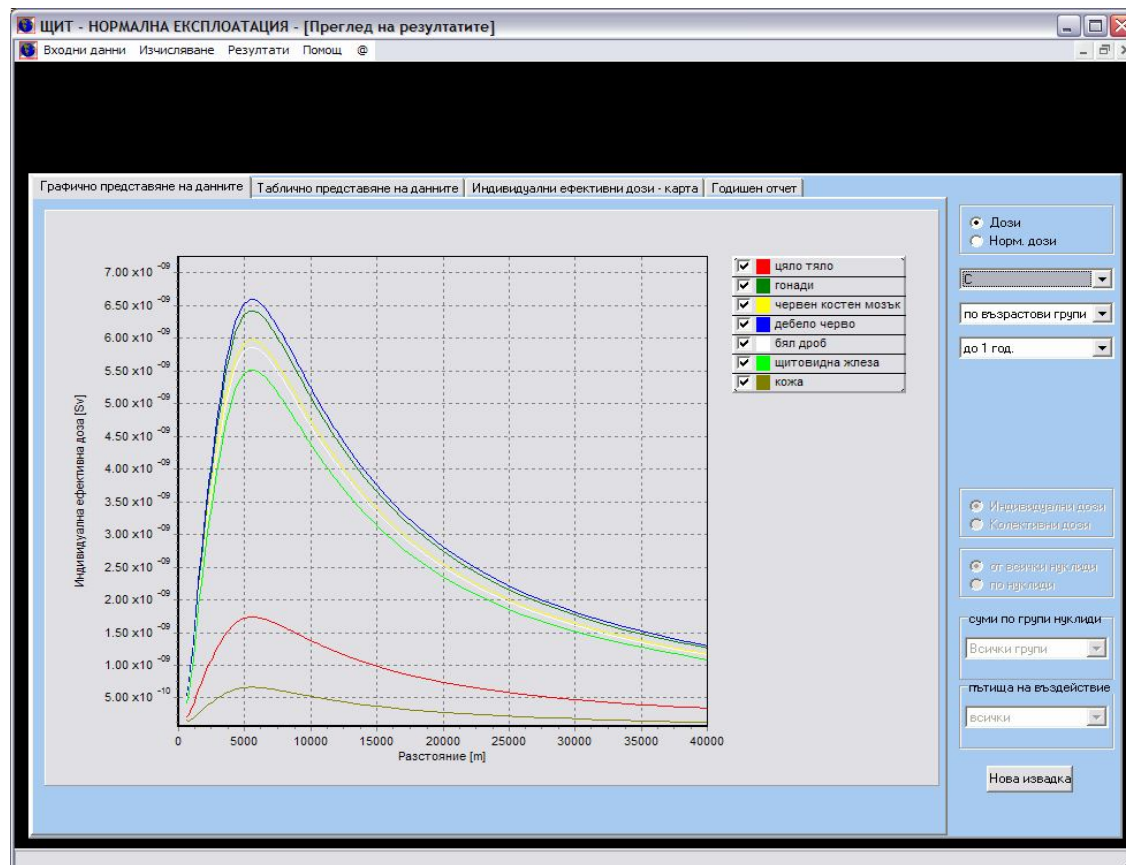 ЩИТ - НОРМАЛНА ЕКСПЛОАТАЦИЯ - [Преглед на резултатите]
Входни данни Изчисляване Резултати Помощ @
Графично представяне на данните Таблично представяне на данните Индивидуални ефективни дози - карта Годишен отчет
Индивидуална ефективна доза [Sv]
7.00 x10 -09
6.50 x10 -09
6.00 x10 -09
5.50 x10 -09
5.00 x10 -09
4.50 x10 -09
4.00 x10 -09
3.50 x10 -09
3.00 x10 -09
2.50 x10 -09
2.00 x10 -09
1.50 x10 -09
1.00 x10 -09
5.00 x10 -10
0 5000 10000 15000 20000 25000 30000 35000 40000
Разстояние [m]
цяло тяло
гонади
червен костен мозък
дебело черво
бял дроб
щитовидна жлеза
кожа
Дози
Норм. дози
C
по възрастови групи
до 1 год.
Индивидуални дози
Колективни дози
от всички нуклиди
по нуклиди
суми по групи нуклиди
Всички групи
пътища на въздействие
всички
Нова извадка